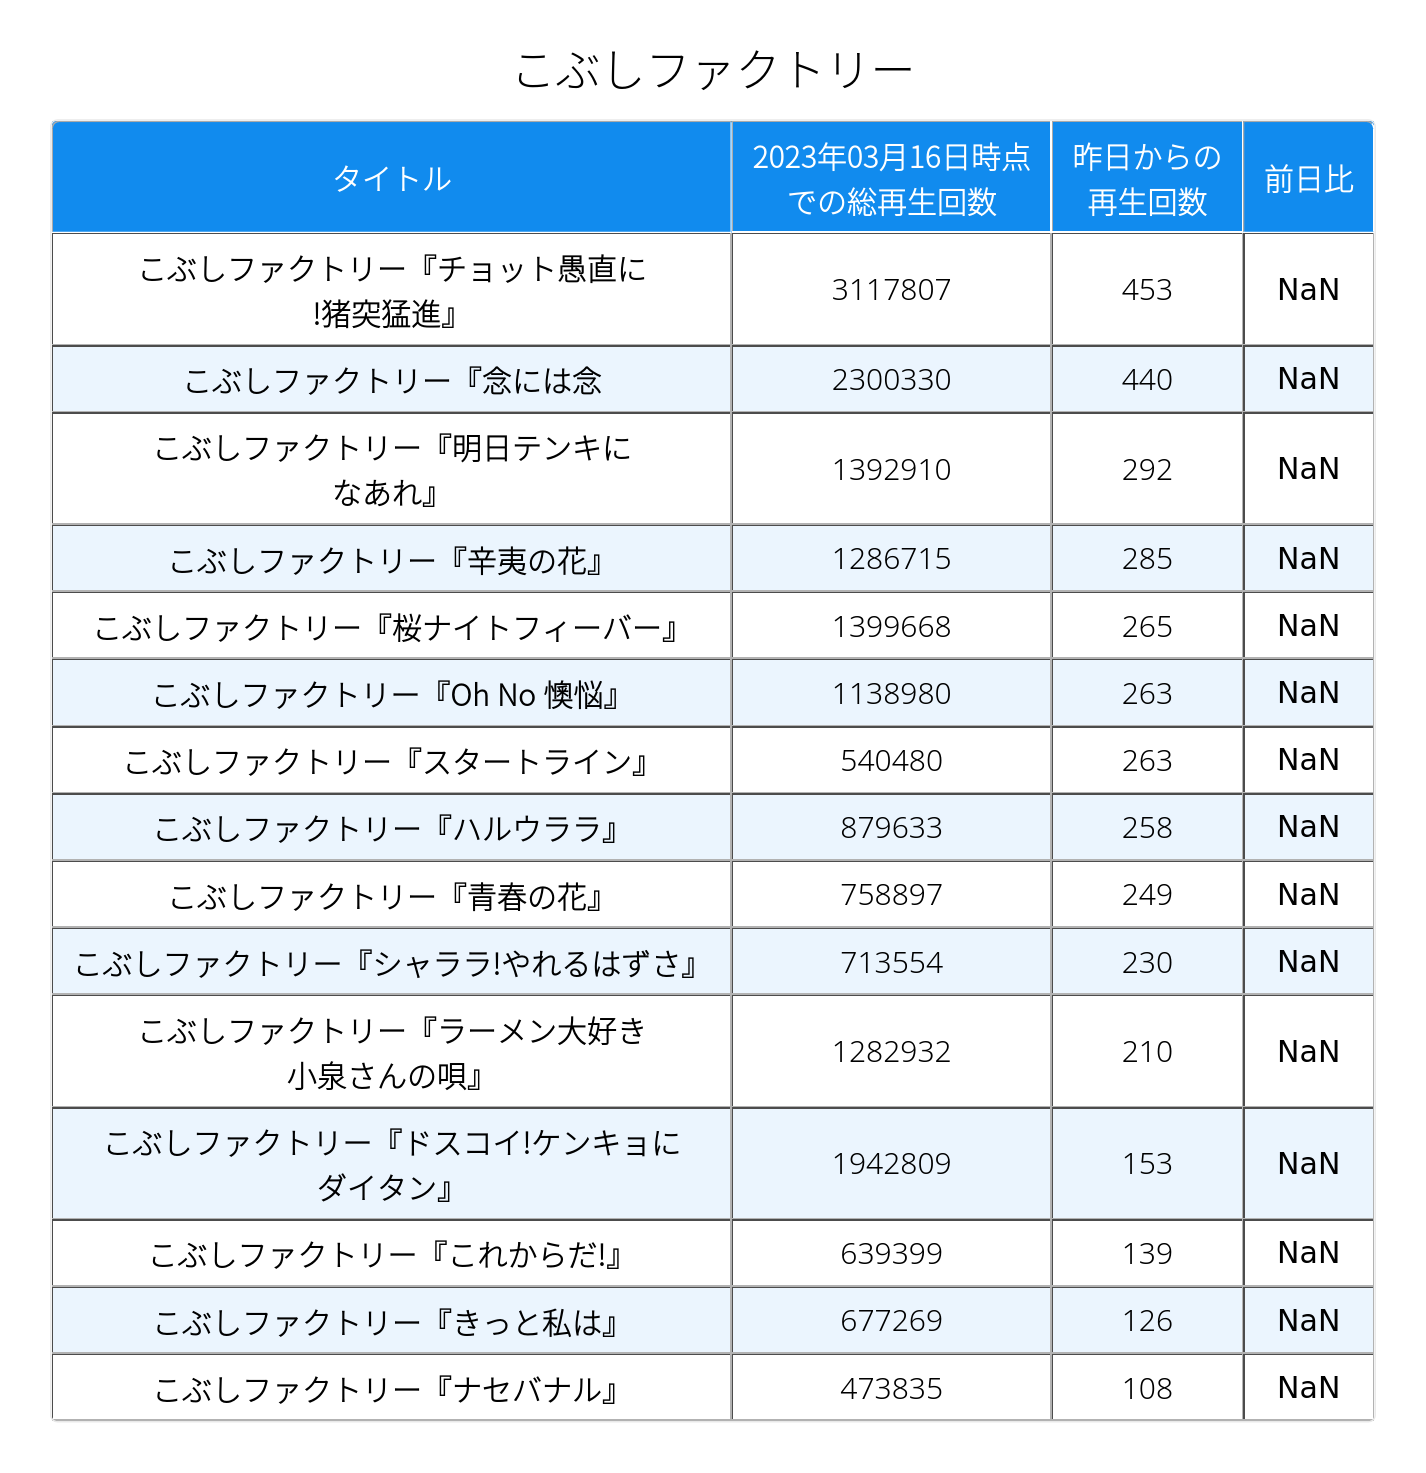 こぶしファクトリー
タイトル
2023年03月16日時点
での総再生回数
昨日からの
再生回数
前日比
こぶしファクトリー『チョット愚直に
!猪突猛進』
3117807
453
NaN
こぶしファクトリー『念には念
2300330
440
NaN
こぶしファクトリー『明日テンキに
なあれ』
1392910
292
NaN
こぶしファクトリー『辛夷の花』
1286715
285
NaN
こぶしファクトリー『桜ナイトフィーバー』
1399668
265
NaN
こぶしファクトリー『Oh No 懊悩』
1138980
263
NaN
こぶしファクトリー『スタートライン』
540480
263
NaN
こぶしファクトリー『ハルウララ』
879633
258
NaN
こぶしファクトリー『青春の花』
758897
249
NaN
こぶしファクトリー『シャララ!やれるはずさ』
713554
230
NaN
こぶしファクトリー『ラーメン大好き
小泉さんの唄』
1282932
210
NaN
こぶしファクトリー『ドスコイ!ケンキョに
ダイタン』
1942809
153
NaN
こぶしファクトリー『これからだ!』
639399
139
NaN
こぶしファクトリー『きっと私は』
677269
126
NaN
こぶしファクトリー『ナセバナル』
473835
108
NaN